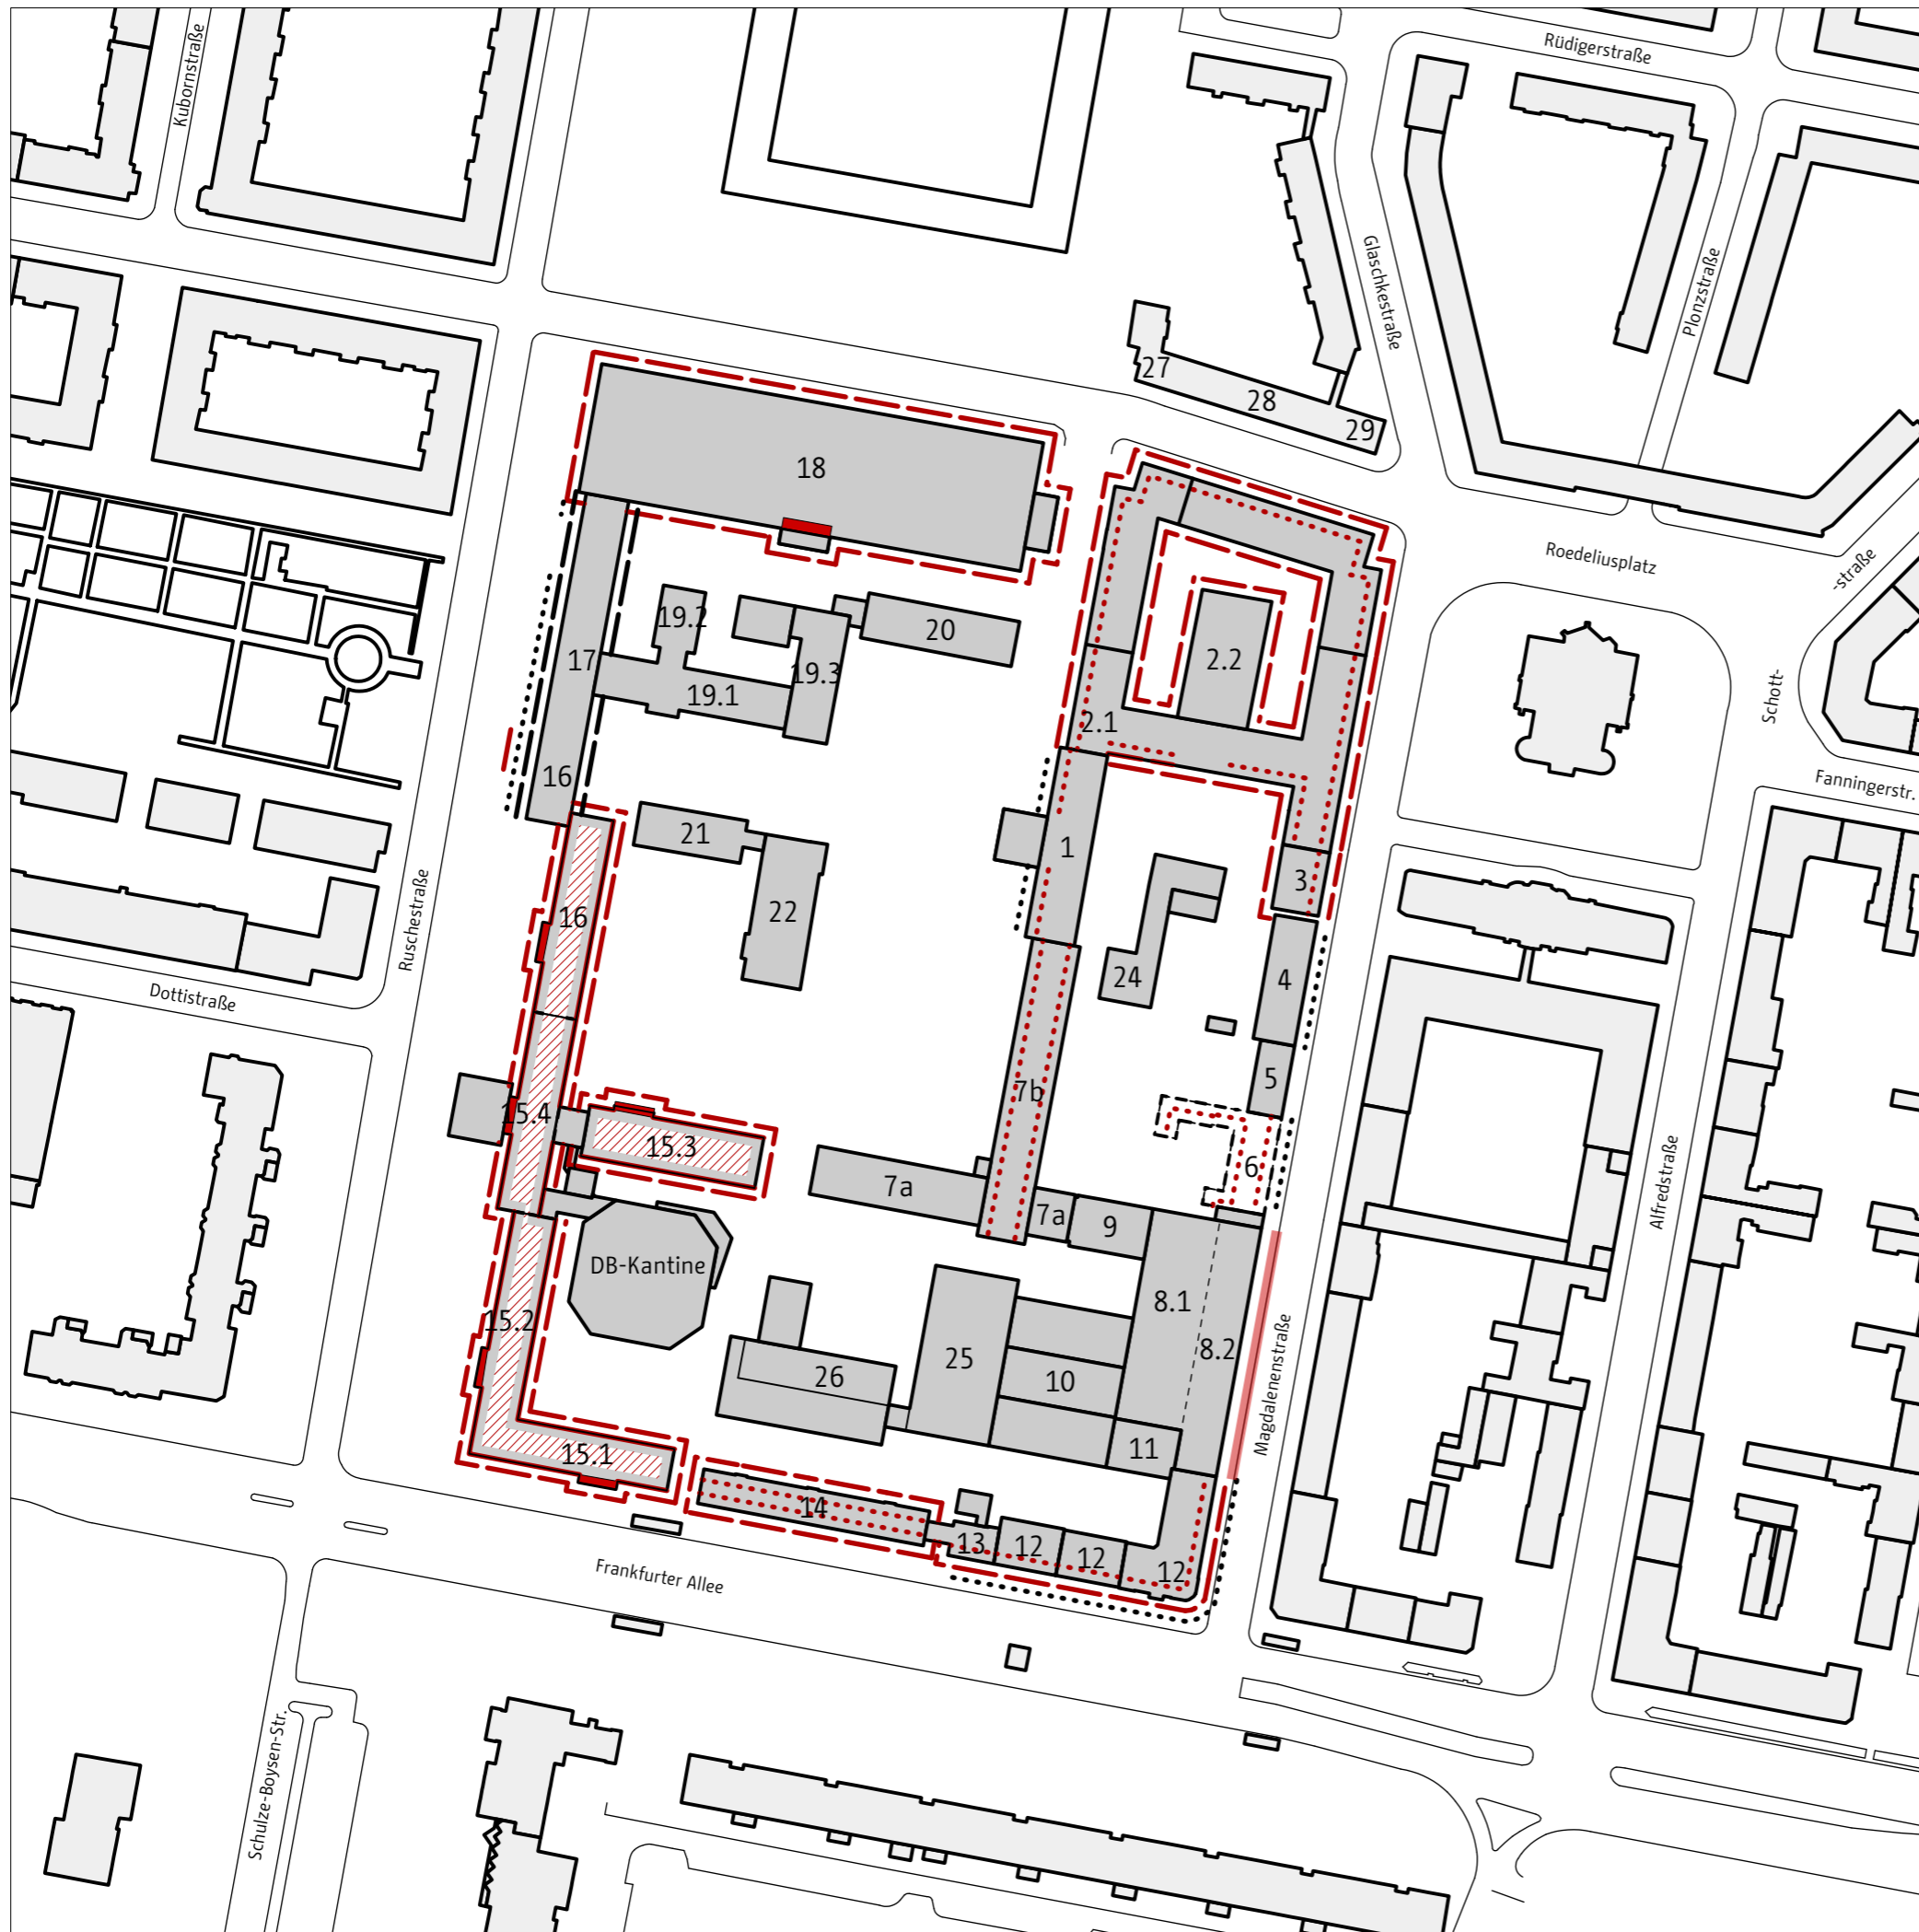 Rüdigerstraße
Kubornstraße
Glaschkestraße
Plonzstraße
27
28
29
18
Roedeliusplatz
-straße
19.2
20
2.2
17
19.3
19.1
2.1
Schott-
16
Fanningerstr.
21
1
3
22
16
Ruschestraße
24
4
Dottistraße
5
7b
15.4
15.3
6
7a
7a
9
Alfredstraße
DB-Kantine
8.1
15.2
8.2
25
26
10
Magdalenenstraße
11
15.1
14
13
12
12
12
Frankfurter Allee
Schulze-Boysen-Str.